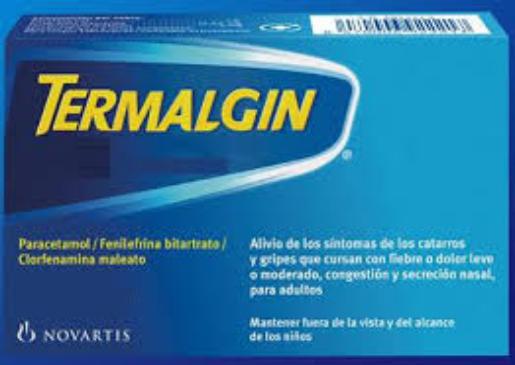 TERMALGIN
®
Paracetamol / Fenilefrina bitartrato /
Clorfenamina maleato
Alivio de los síntomas de los catarros
y gripes que cursan con fiebre o dolor leve
o moderado, congestión y secreción nasal,
para adultos
Mantener fuera de la vista y del alcance
de los niños
NOVARTIS